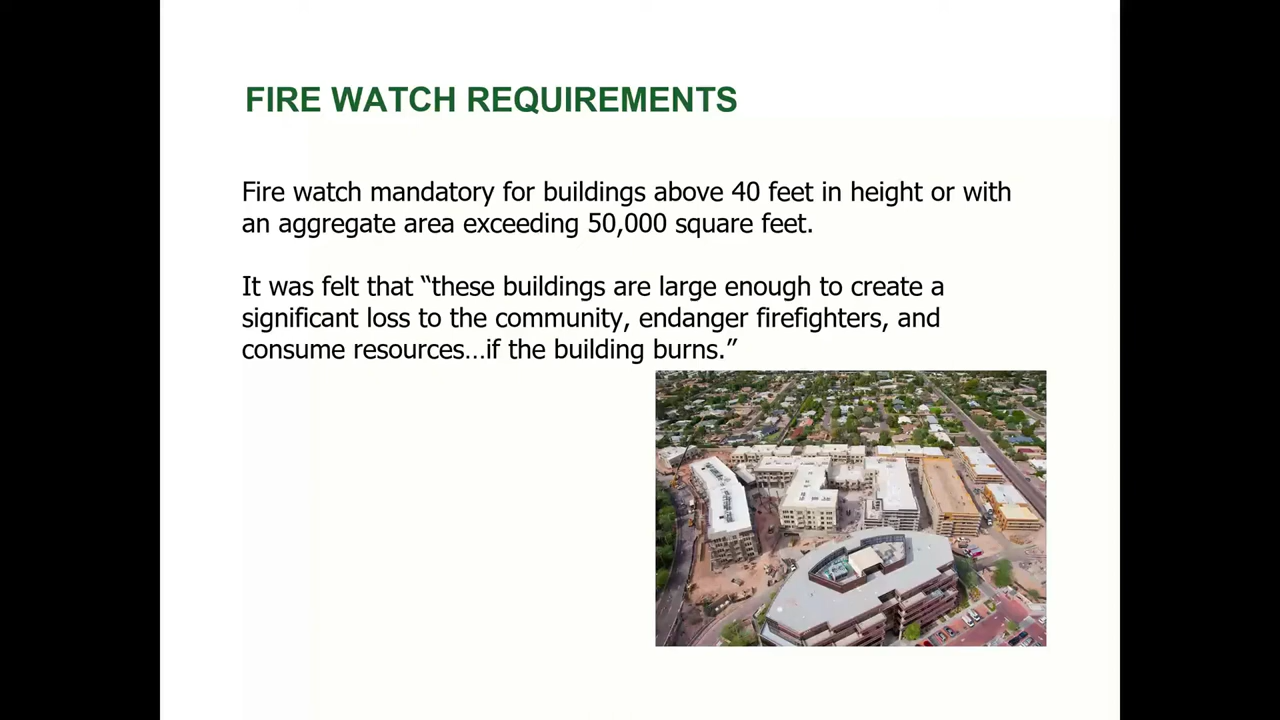 FIRE WATCH REQUIREMENTS
Fire watch mandatory for buildings above 40 feet in height or with
an aggregate area exceeding 50,000 square feet.
It was felt that “these buildings are large enough to create a
significant loss to the community, endanger firefighters, and
consume resources…if the building burns.”